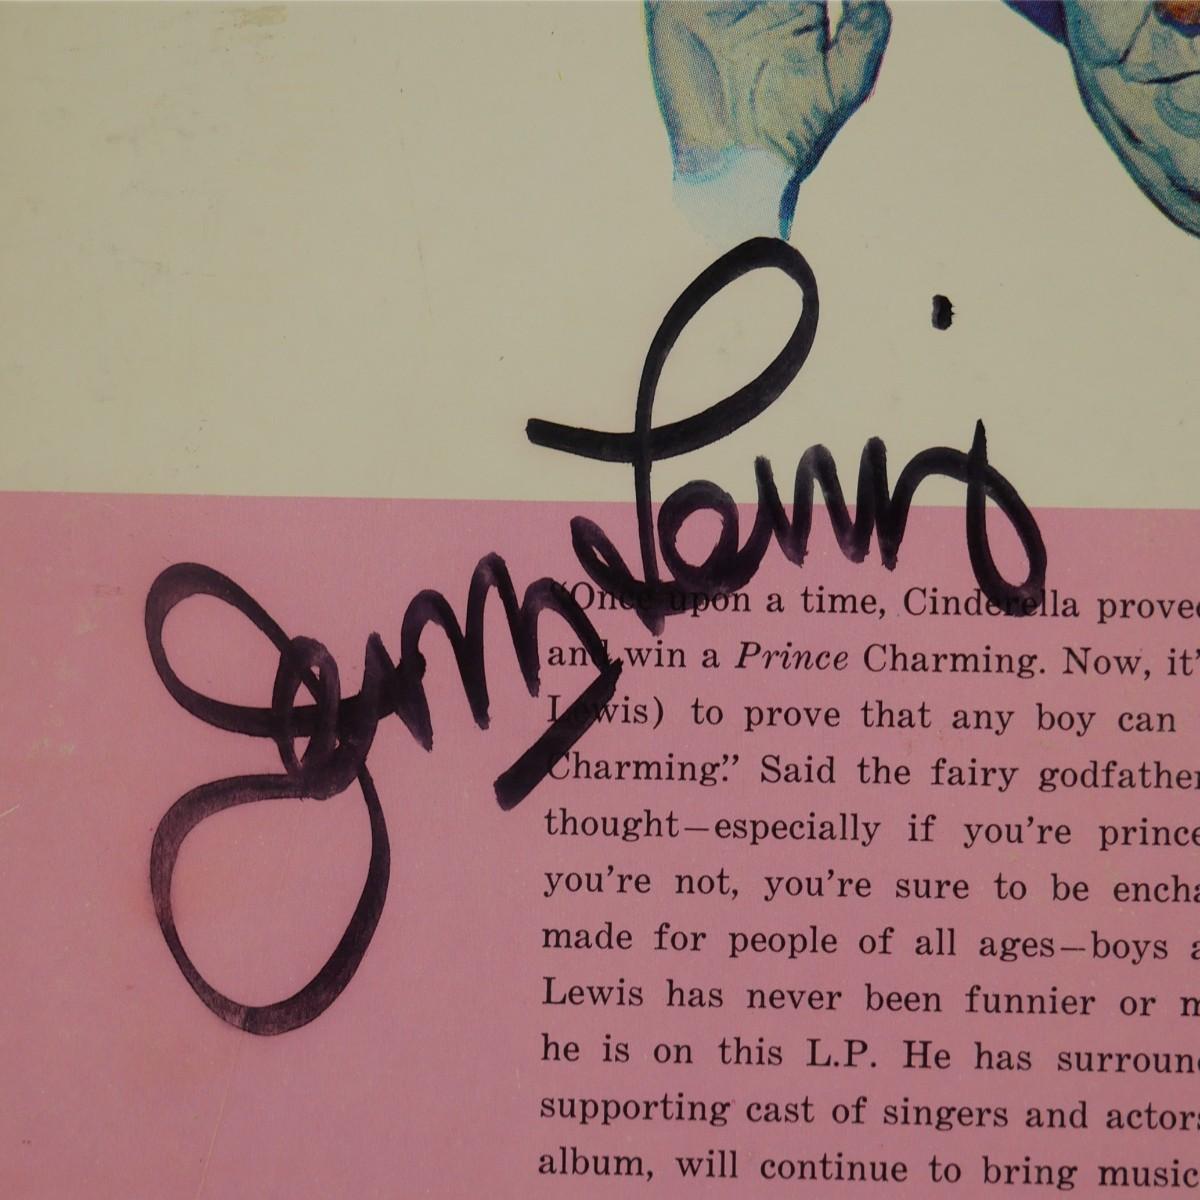 Jerry Lewis
“Once upon a time, Cinderella prove
and win a Prince Charming. Now, it’
Lewis) to prove that any boy can
Charming.” Said the fairy godfather
thought—especially if you’re prince
you’re not, you’re sure to be encha
made for people of all ages—boys a
Lewis has never been funnier or m
he is on this L.P. He has surroun
supporting cast of singers and actors
album, will continue to bring music